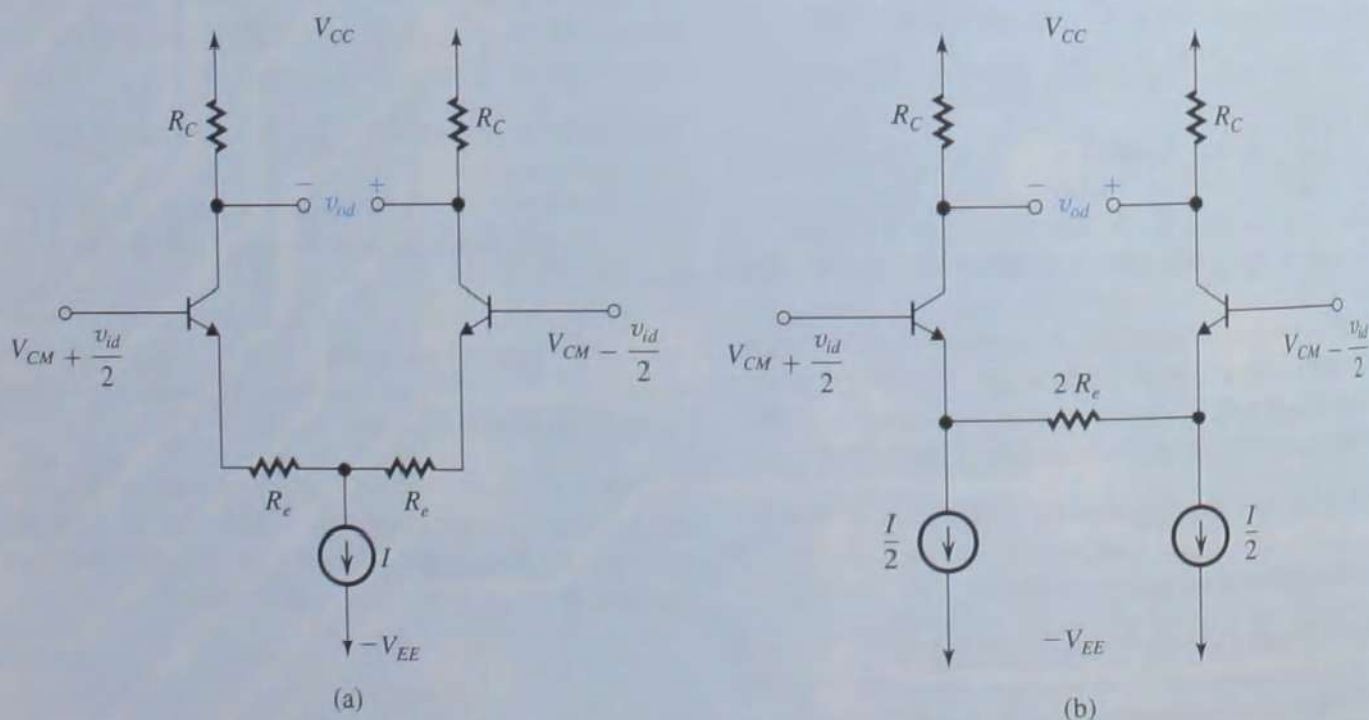 V_CC
V_CC
R_C
R_C
R_C
R_C
− v_od +
− v_od +
V_CM + v_id/2
V_CM − v_id/2
V_CM + v_id/2
V_CM − v_id/2
2 R_e
R_e
R_e
I
I/2
I/2
−V_EE
−V_EE
(a)
(b)